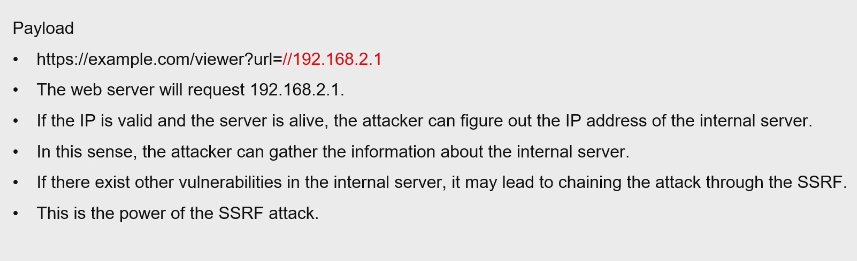 Payload
• https://example.com/viewer?url=//192.168.2.1
• The web server will request 192.168.2.1.
• If the IP is valid and the server is alive, the attacker can figure out the IP address of the internal server.
• In this sense, the attacker can gather the information about the internal server.
• If there exist other vulnerabilities in the internal server, it may lead to chaining the attack through the SSRF.
• This is the power of the SSRF attack.